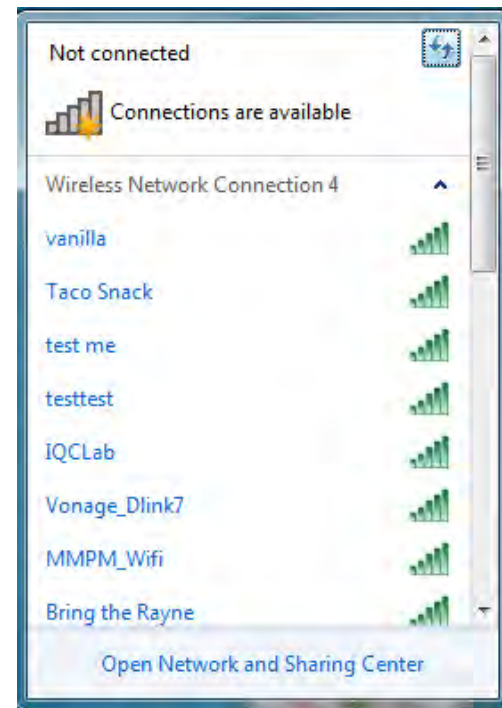 Not connected
Connections are available
Wireless Network Connection 4
vanilla
Taco Snack
test me
testtest
IQCLab
Vonage_Dlink7
MMPM_Wifi
Bring the Rayne
Open Network and Sharing Center